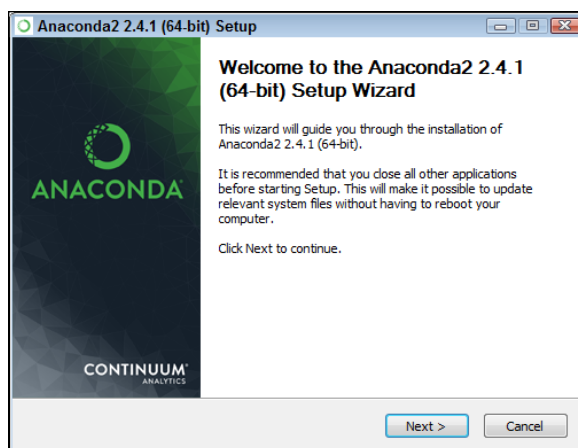 Anaconda2 2.4.1 (64-bit) Setup
Welcome to the Anaconda2 2.4.1
(64-bit) Setup Wizard
This wizard will guide you through the installation of
Anaconda2 2.4.1 (64-bit).
It is recommended that you close all other applications
before starting Setup. This will make it possible to update
relevant system files without having to reboot your
computer.
Click Next to continue.
ANACONDA
CONTINUUM
ANALYTICS
Next >
Cancel